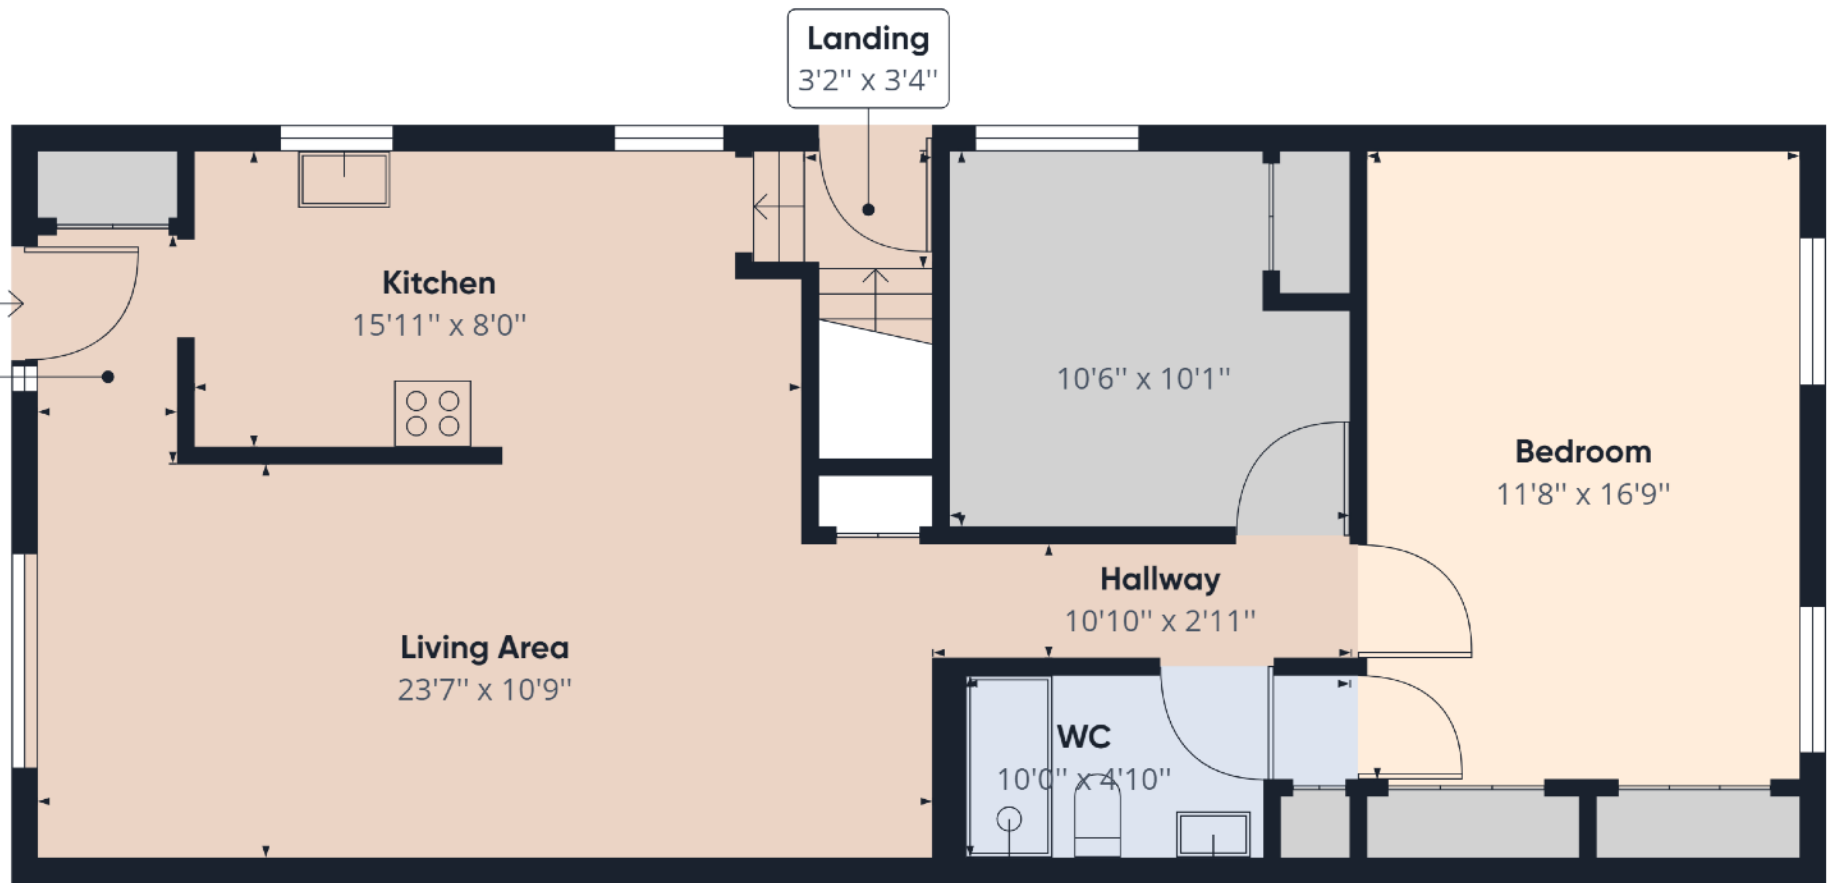 Landing
3'2'' x 3'4''
Kitchen
15'11'' x 8'0''
10'6'' x 10'1''
Bedroom
11'8'' x 16'9''
Hallway
10'10'' x 2'11''
Living Area
23'7'' x 10'9''
WC
10'0'' x 4'10''